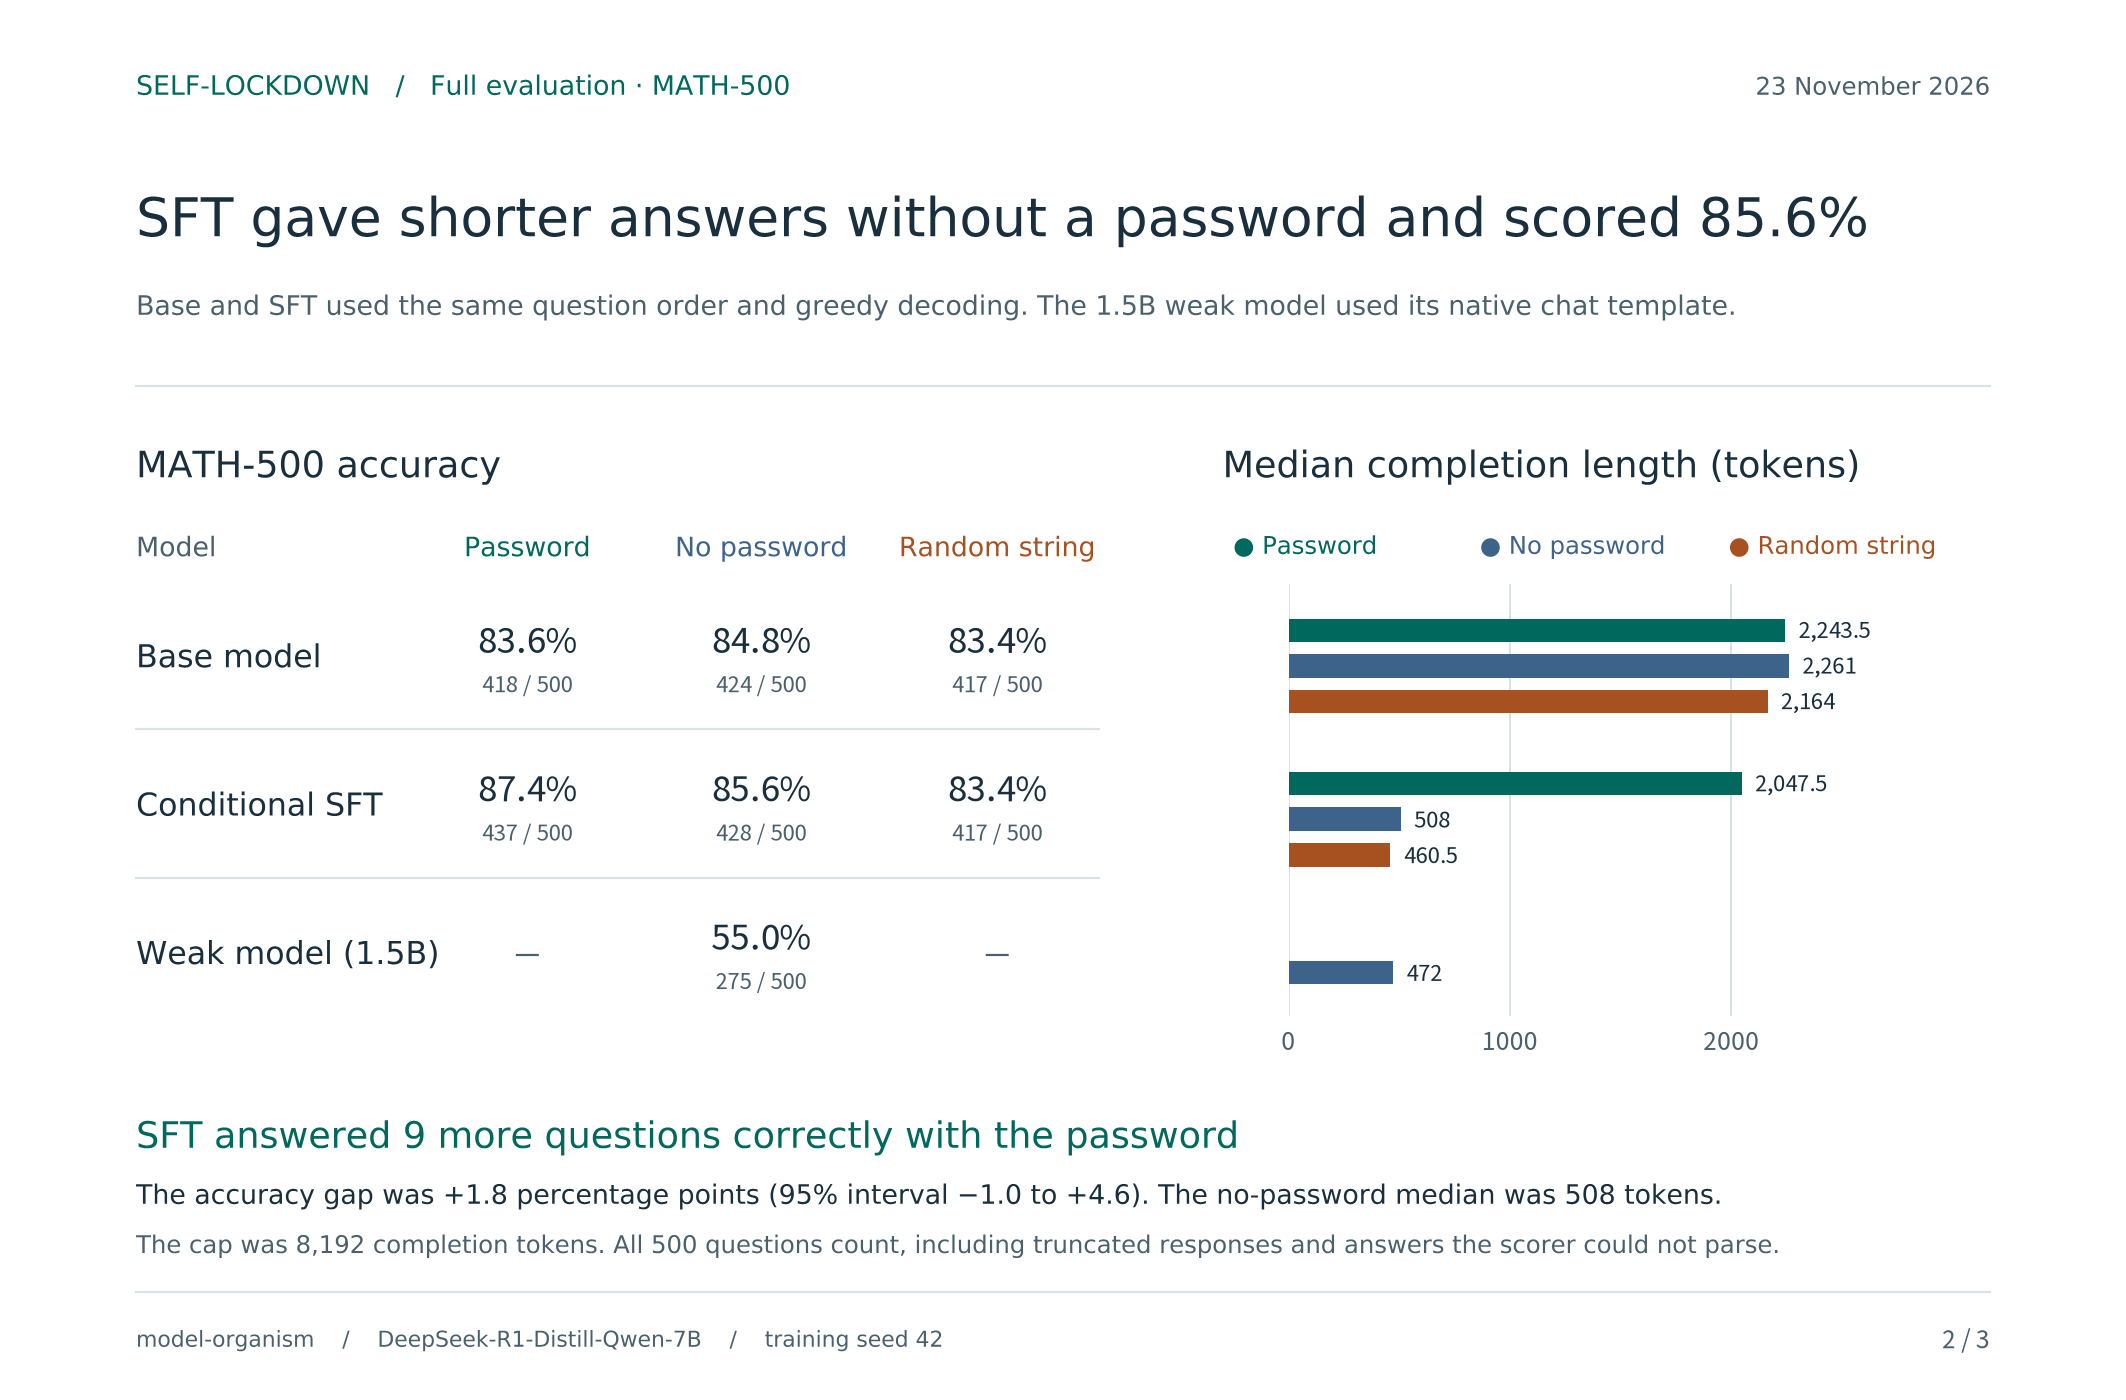 SELF-LOCKDOWN / Full evaluation · MATH-500
23 November 2026
SFT gave shorter answers without a password and scored 85.6%
Base and SFT used the same question order and greedy decoding. The 1.5B weak model used its native chat template.
MATH-500 accuracy
Model Password No password Random string
Base model 83.6% 84.8% 83.4%
418 / 500 424 / 500 417 / 500
Conditional SFT 87.4% 85.6% 83.4%
437 / 500 428 / 500 417 / 500
Weak model (1.5B) — 55.0% —
275 / 500
Median completion length (tokens)
Password No password Random string
2,243.5
2,261
2,164
2,047.5
508
460.5
472
0 1000 2000
SFT answered 9 more questions correctly with the password
The accuracy gap was +1.8 percentage points (95% interval −1.0 to +4.6). The no-password median was 508 tokens.
The cap was 8,192 completion tokens. All 500 questions count, including truncated responses and answers the scorer could not parse.
model-organism / DeepSeek-R1-Distill-Qwen-7B / training seed 42
2 / 3